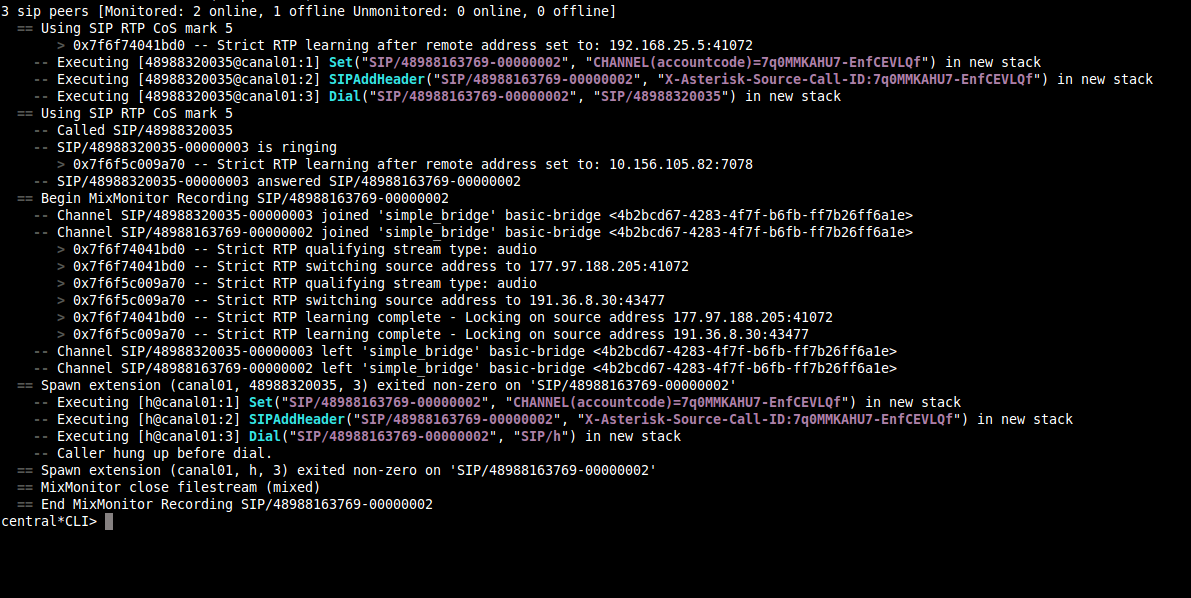 3 sip peers [Monitored: 2 online, 1 offline Unmonitored: 0 online, 0 offline]
== Using SIP RTP CoS mark 5
> 0x7f6f74041bd0 -- Strict RTP learning after remote address set to: 192.168.25.5:41072
-- Executing [48988320035@canal01:1] Set("SIP/48988163769-00000002", "CHANNEL(accountcode)=7q0MMKAHU7-EnfCEVLQf") in new stack
-- Executing [48988320035@canal01:2] SIPAddHeader("SIP/48988163769-00000002", "X-Asterisk-Source-Call-ID:7q0MMKAHU7-EnfCEVLQf") in new stack
-- Executing [48988320035@canal01:3] Dial("SIP/48988163769-00000002", "SIP/48988320035") in new stack
== Using SIP RTP CoS mark 5
-- Called SIP/48988320035
-- SIP/48988320035-00000003 is ringing
> 0x7f6f5c009a70 -- Strict RTP learning after remote address set to: 10.156.105.82:7078
-- SIP/48988320035-00000003 answered SIP/48988163769-00000002
== Begin MixMonitor Recording SIP/48988163769-00000002
-- Channel SIP/48988320035-00000003 joined 'simple_bridge' basic-bridge <4b2bcd67-4283-4f7f-b6fb-ff7b26ff6a1e>
-- Channel SIP/48988163769-00000002 joined 'simple_bridge' basic-bridge <4b2bcd67-4283-4f7f-b6fb-ff7b26ff6a1e>
> 0x7f6f74041bd0 -- Strict RTP qualifying stream type: audio
> 0x7f6f74041bd0 -- Strict RTP switching source address to 177.97.188.205:41072
> 0x7f6f5c009a70 -- Strict RTP qualifying stream type: audio
> 0x7f6f5c009a70 -- Strict RTP switching source address to 191.36.8.30:43477
> 0x7f6f74041bd0 -- Strict RTP learning complete - Locking on source address 177.97.188.205:41072
> 0x7f6f5c009a70 -- Strict RTP learning complete - Locking on source address 191.36.8.30:43477
-- Channel SIP/48988320035-00000003 left 'simple_bridge' basic-bridge <4b2bcd67-4283-4f7f-b6fb-ff7b26ff6a1e>
-- Channel SIP/48988163769-00000002 left 'simple_bridge' basic-bridge <4b2bcd67-4283-4f7f-b6fb-ff7b26ff6a1e>
== Spawn extension (canal01, 48988320035, 3) exited non-zero on 'SIP/48988163769-00000002'
-- Executing [h@canal01:1] Set("SIP/48988163769-00000002", "CHANNEL(accountcode)=7q0MMKAHU7-EnfCEVLQf") in new stack
-- Executing [h@canal01:2] SIPAddHeader("SIP/48988163769-00000002", "X-Asterisk-Source-Call-ID:7q0MMKAHU7-EnfCEVLQf") in new stack
-- Executing [h@canal01:3] Dial("SIP/48988163769-00000002", "SIP/h") in new stack
-- Caller hung up before dial.
== Spawn extension (canal01, h, 3) exited non-zero on 'SIP/48988163769-00000002'
== MixMonitor close filestream (mixed)
== End MixMonitor Recording SIP/48988163769-00000002
central*CLI>